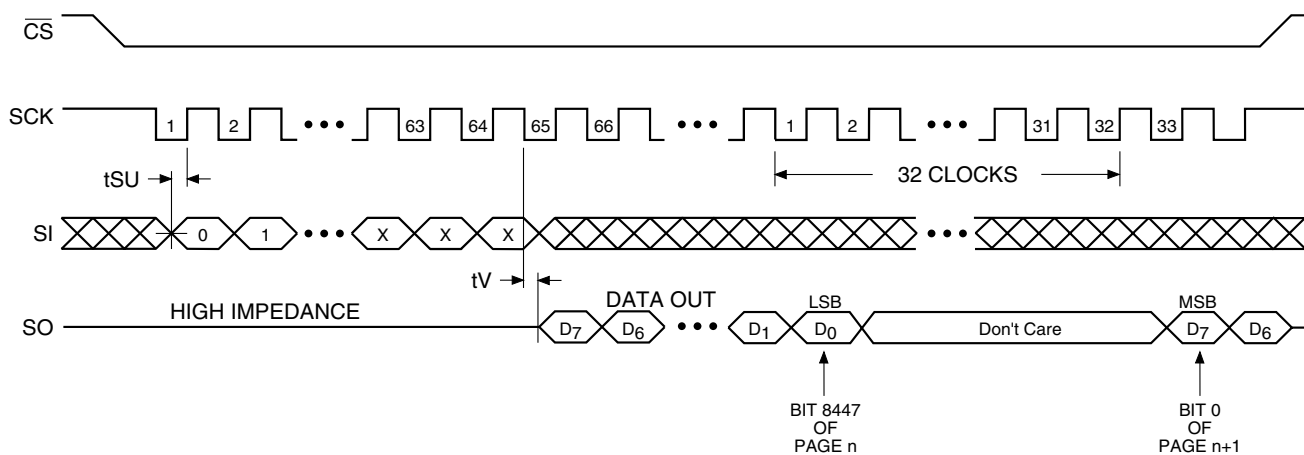 CS
SCK 1 2 ••• 63 64 65 66 ••• 1 2 ••• 31 32 33
tSU
32 CLOCKS
SI 0 1 ••• X X X •••
tV
HIGH IMPEDANCE
DATA OUT
LSB
MSB
SO D7 D6 ••• D1 D0 Don't Care D7 D6
BIT 8447
OF
PAGE n
BIT 0
OF
PAGE n+1